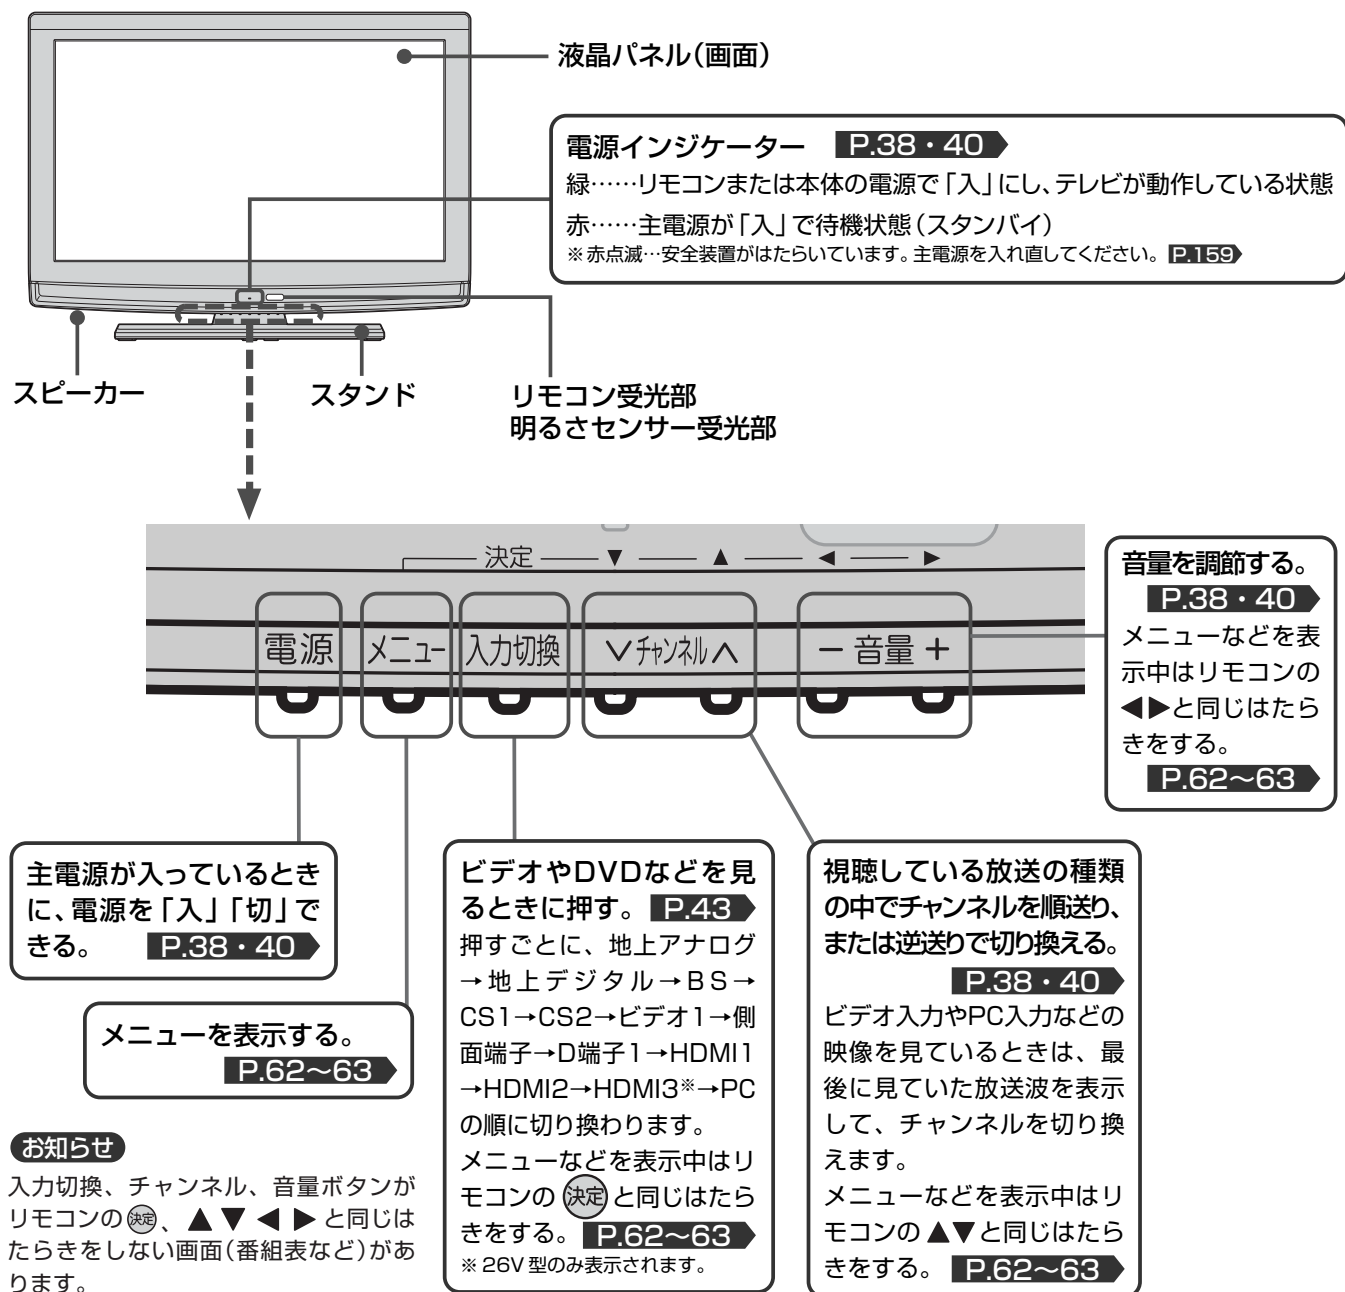 液晶パネル(画面)
電源インジケーター P.38・40
緑……リモコンまたは本体の電源で「入」にし、テレビが動作している状態
赤……主電源が「入」で待機状態(スタンバイ)
※赤点滅…安全装置がはたらいています。主電源を入れ直してください。 P.159
スピーカー
スタンド
リモコン受光部
明るさセンサー受光部
決定 ▼ ▲ ◀ ▶
電源 メニュー 入力切換 ∨チャンネル∧ − 音量 +
音量を調節する。
P.38・40
メニューなどを表
示中はリモコンの
◀▶と同じはたら
きをする。
P.62〜63
主電源が入っているとき
に、電源を「入」「切」で
きる。 P.38・40
メニューを表示する。
P.62〜63
ビデオやDVDなどを見
るときに押す。 P.43
押すごとに、地上アナログ
→地上デジタル→BS→
CS1→CS2→ビデオ1→側
面端子→D端子1→HDMI1
→HDMI2→HDMI3※→PC
の順に切り換わります。
メニューなどを表示中はリ
モコンの 決定 と同じはたら
きをする。 P.62〜63
※ 26V 型のみ表示されます。
視聴している放送の種類
の中でチャンネルを順送り、
または逆送りで切り換える。
P.38・40
ビデオ入力やPC入力などの
映像を見ているときは、最
後に見ていた放送波を表示
して、チャンネルを切り換
えます。
メニューなどを表示中はリ
モコンの ▲▼と同じはたら
きをする。 P.62〜63
お知らせ
入力切換、チャンネル、音量ボタンが
リモコンの 決定、▲ ▼ ◀ ▶ と同じは
たらきをしない画面(番組表など)があ
ります。